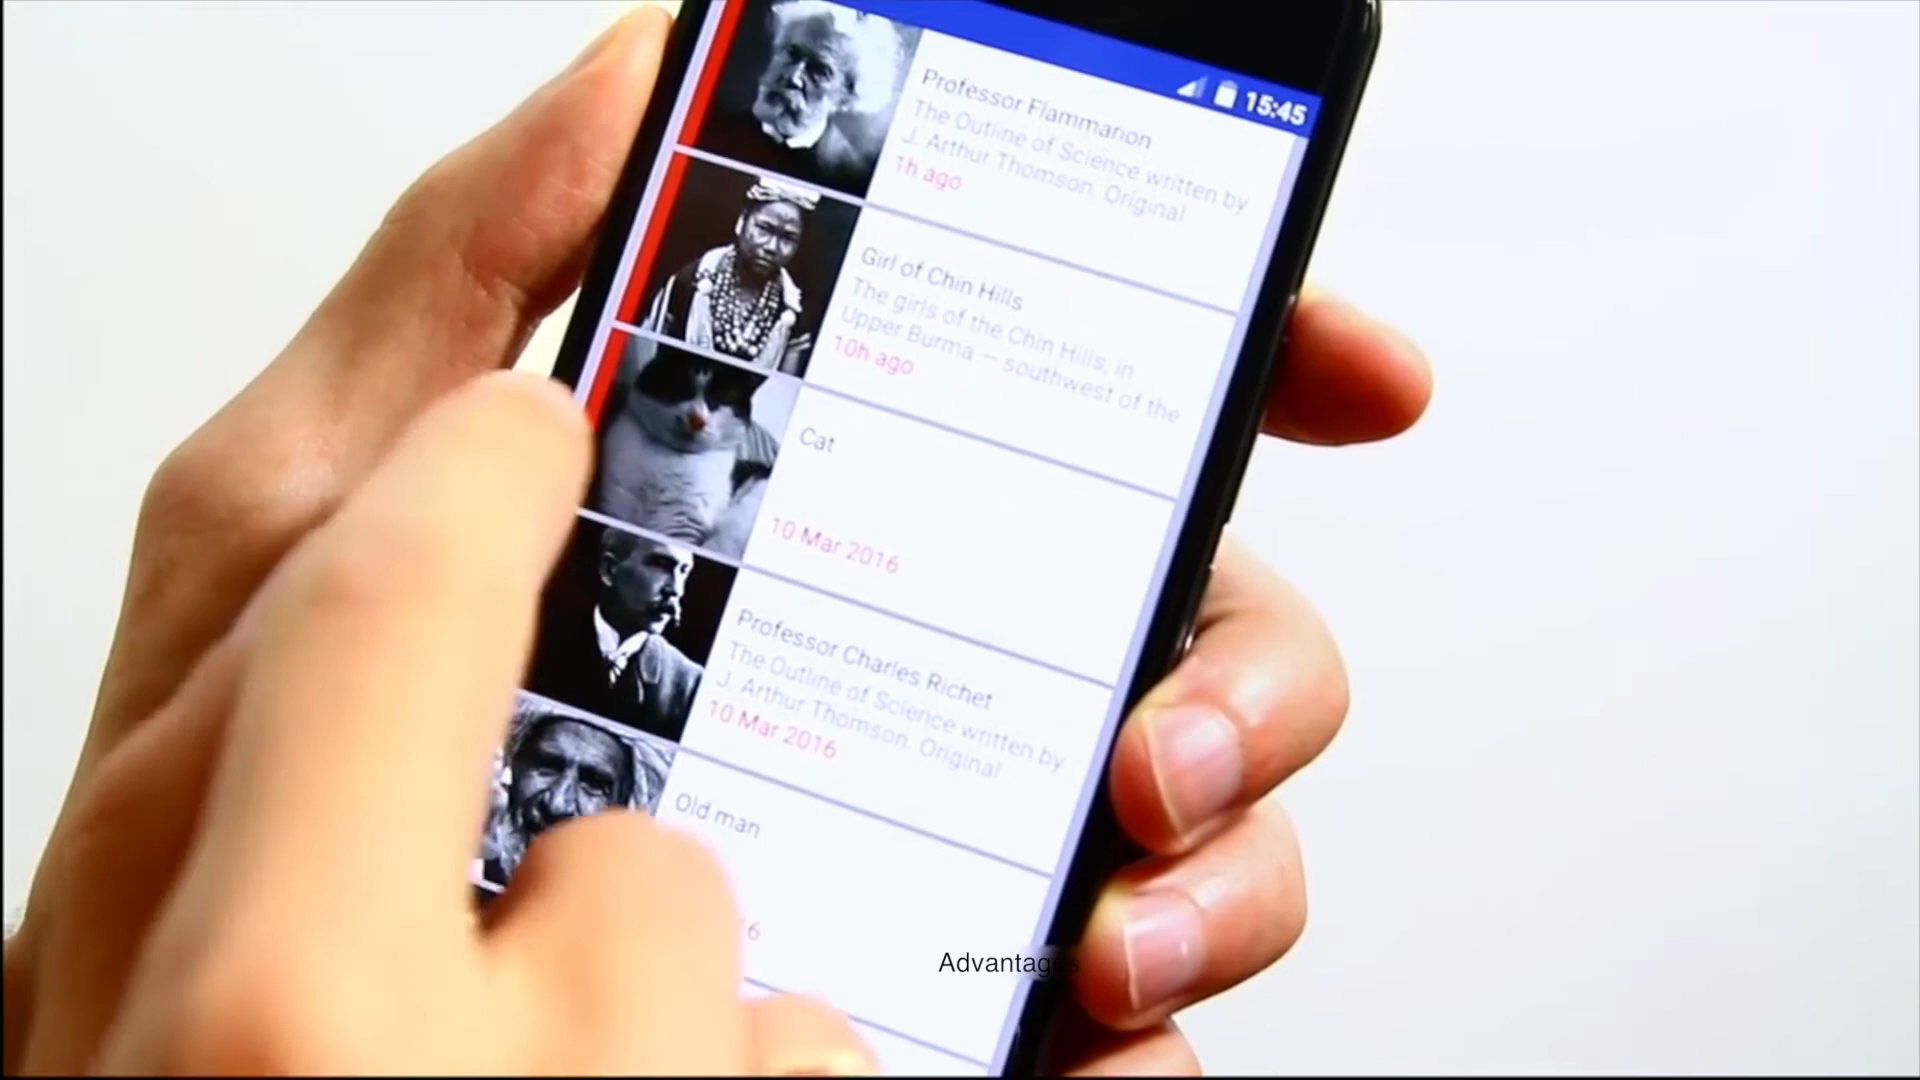 15:45
Professor Flammarion
The Outline of Science written by
J. Arthur Thomson. Original
1h ago
Girl of Chin Hills
The girls of the Chin Hills, in
Upper Burma – southwest of the
10h ago
Cat
10 Mar 2016
Professor Charles Richet
The Outline of Science written by
J. Arthur Thomson. Original
10 Mar 2016
Old man
Advantages